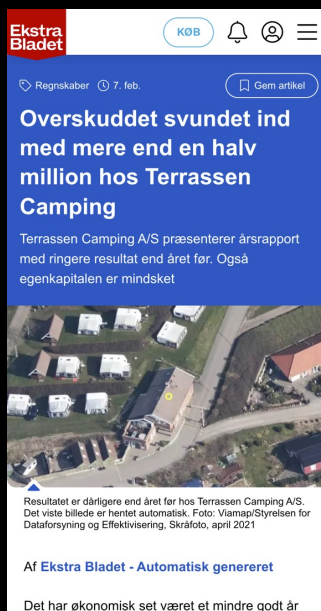 Ekstra
Bladet
KØB
Regnskaber 7. feb.
Gem artikel
Overskuddet svundet ind
med mere end en halv
million hos Terrassen
Camping
Terrassen Camping A/S præsenterer årsrapport
med ringere resultat end året før. Også
egenkapitalen er mindsket
Resultatet er dårligere end året før hos Terrassen Camping A/S.
Det viste billede er hentet automatisk. Foto: Viamap/Styrelsen for
Dataforsyning og Effektivisering, Skråfoto, april 2021
Af Ekstra Bladet - Automatisk genereret
Det har økonomisk set været et mindre godt år